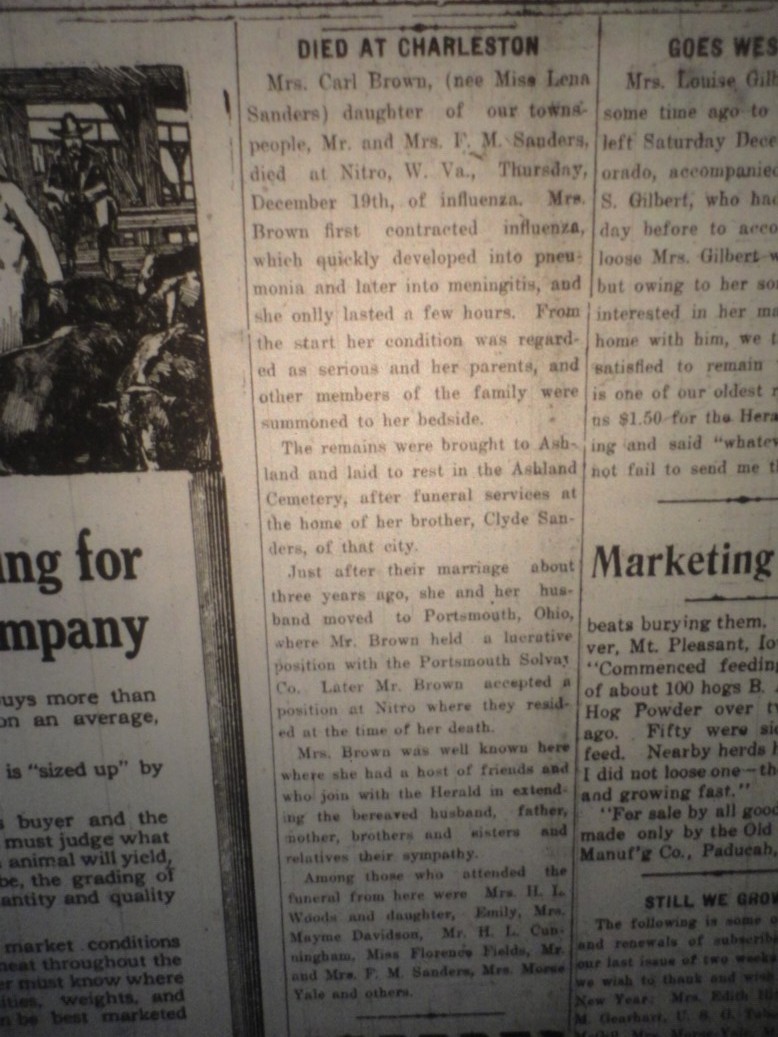 DIED AT CHARLESTON
Mrs. Carl Brown, (nee Miss Lena
Sanders) daughter of our towns-
people, Mr. and Mrs. F. M. Sanders,
died at Nitro, W. Va., Thursday,
December 19th, of influenza. Mrs.
Brown first contracted influenza,
which quickly developed into pneu-
monia and later into meningitis, and
she onlly lasted a few hours. From
the start her condition was regard-
ed as serious and her parents, and
other members of the family were
summoned to her bedside.
The remains were brought to Ash-
land and laid to rest in the Ashland
Cemetery, after funeral services at
the home of her brother, Clyde San-
ders, of that city.
Just after their marriage about
three years ago, she and her hus-
band moved to Portsmouth, Ohio,
where Mr. Brown held a lucrative
position with the Portsmouth Solvay
Co. Later Mr. Brown accepted a
position at Nitro where they resid-
ed at the time of her death.
Mrs. Brown was well known here
where she had a host of friends and
who join with the Herald in extend-
ing the bereaved husband, father,
mother, brothers and sisters and
relatives their sympathy.
Among those who attended the
funeral from here were Mrs. H. L.
Woods and daughter, Emily, Mrs.
Mayme Davidson, Mr. H. L. Cun-
ningham, Miss Florence Fields, Mr.
and Mrs. F. M. Sanders, Mrs. Morse
Yale and others.
ng for
mpany
uys more than
on an average,
is "sized up" by
buyer and the
must judge what
animal will yield,
be, the grading of
antity and quality
market conditions
meat throughout the
er must know where
ities, weights, and
n be best marketed
GOES WES
Mrs. Louise Gilb
some time ago to
left Saturday Dece
orado, accompanied
S. Gilbert, who had
day before to acco
loose Mrs. Gilbert w
but owing to her so
interested in her ma
home with him, we t
satisfied to remain
is one of our oldest r
us $1.50 for the Hera
ing and said "whatev
not fail to send me t
Marketing
beats burying them.
ver, Mt. Pleasant, Io
"Commenced feeding
of about 100 hogs B. A
Hog Powder over tw
ago. Fifty were sic
feed. Nearby herds h
I did not loose one—th
and growing fast."
"For sale by all good
made only by the Old
Manuf'g Co., Paducah,
STILL WE GROW
The following is some o
and renewals of subscribe
our last issue of two weeks
we wish to thank and wish
New Year: Mrs. Edith
M. Gearhart, U. S. G.